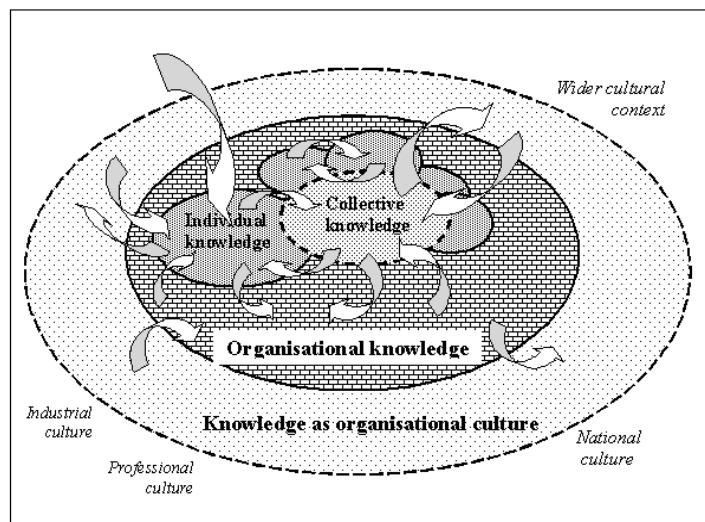 Wider cultural
context
Individual
knowledge
Collective
knowledge
Organisational knowledge
Knowledge as organisational culture
Industrial
culture
Professional
culture
National
culture